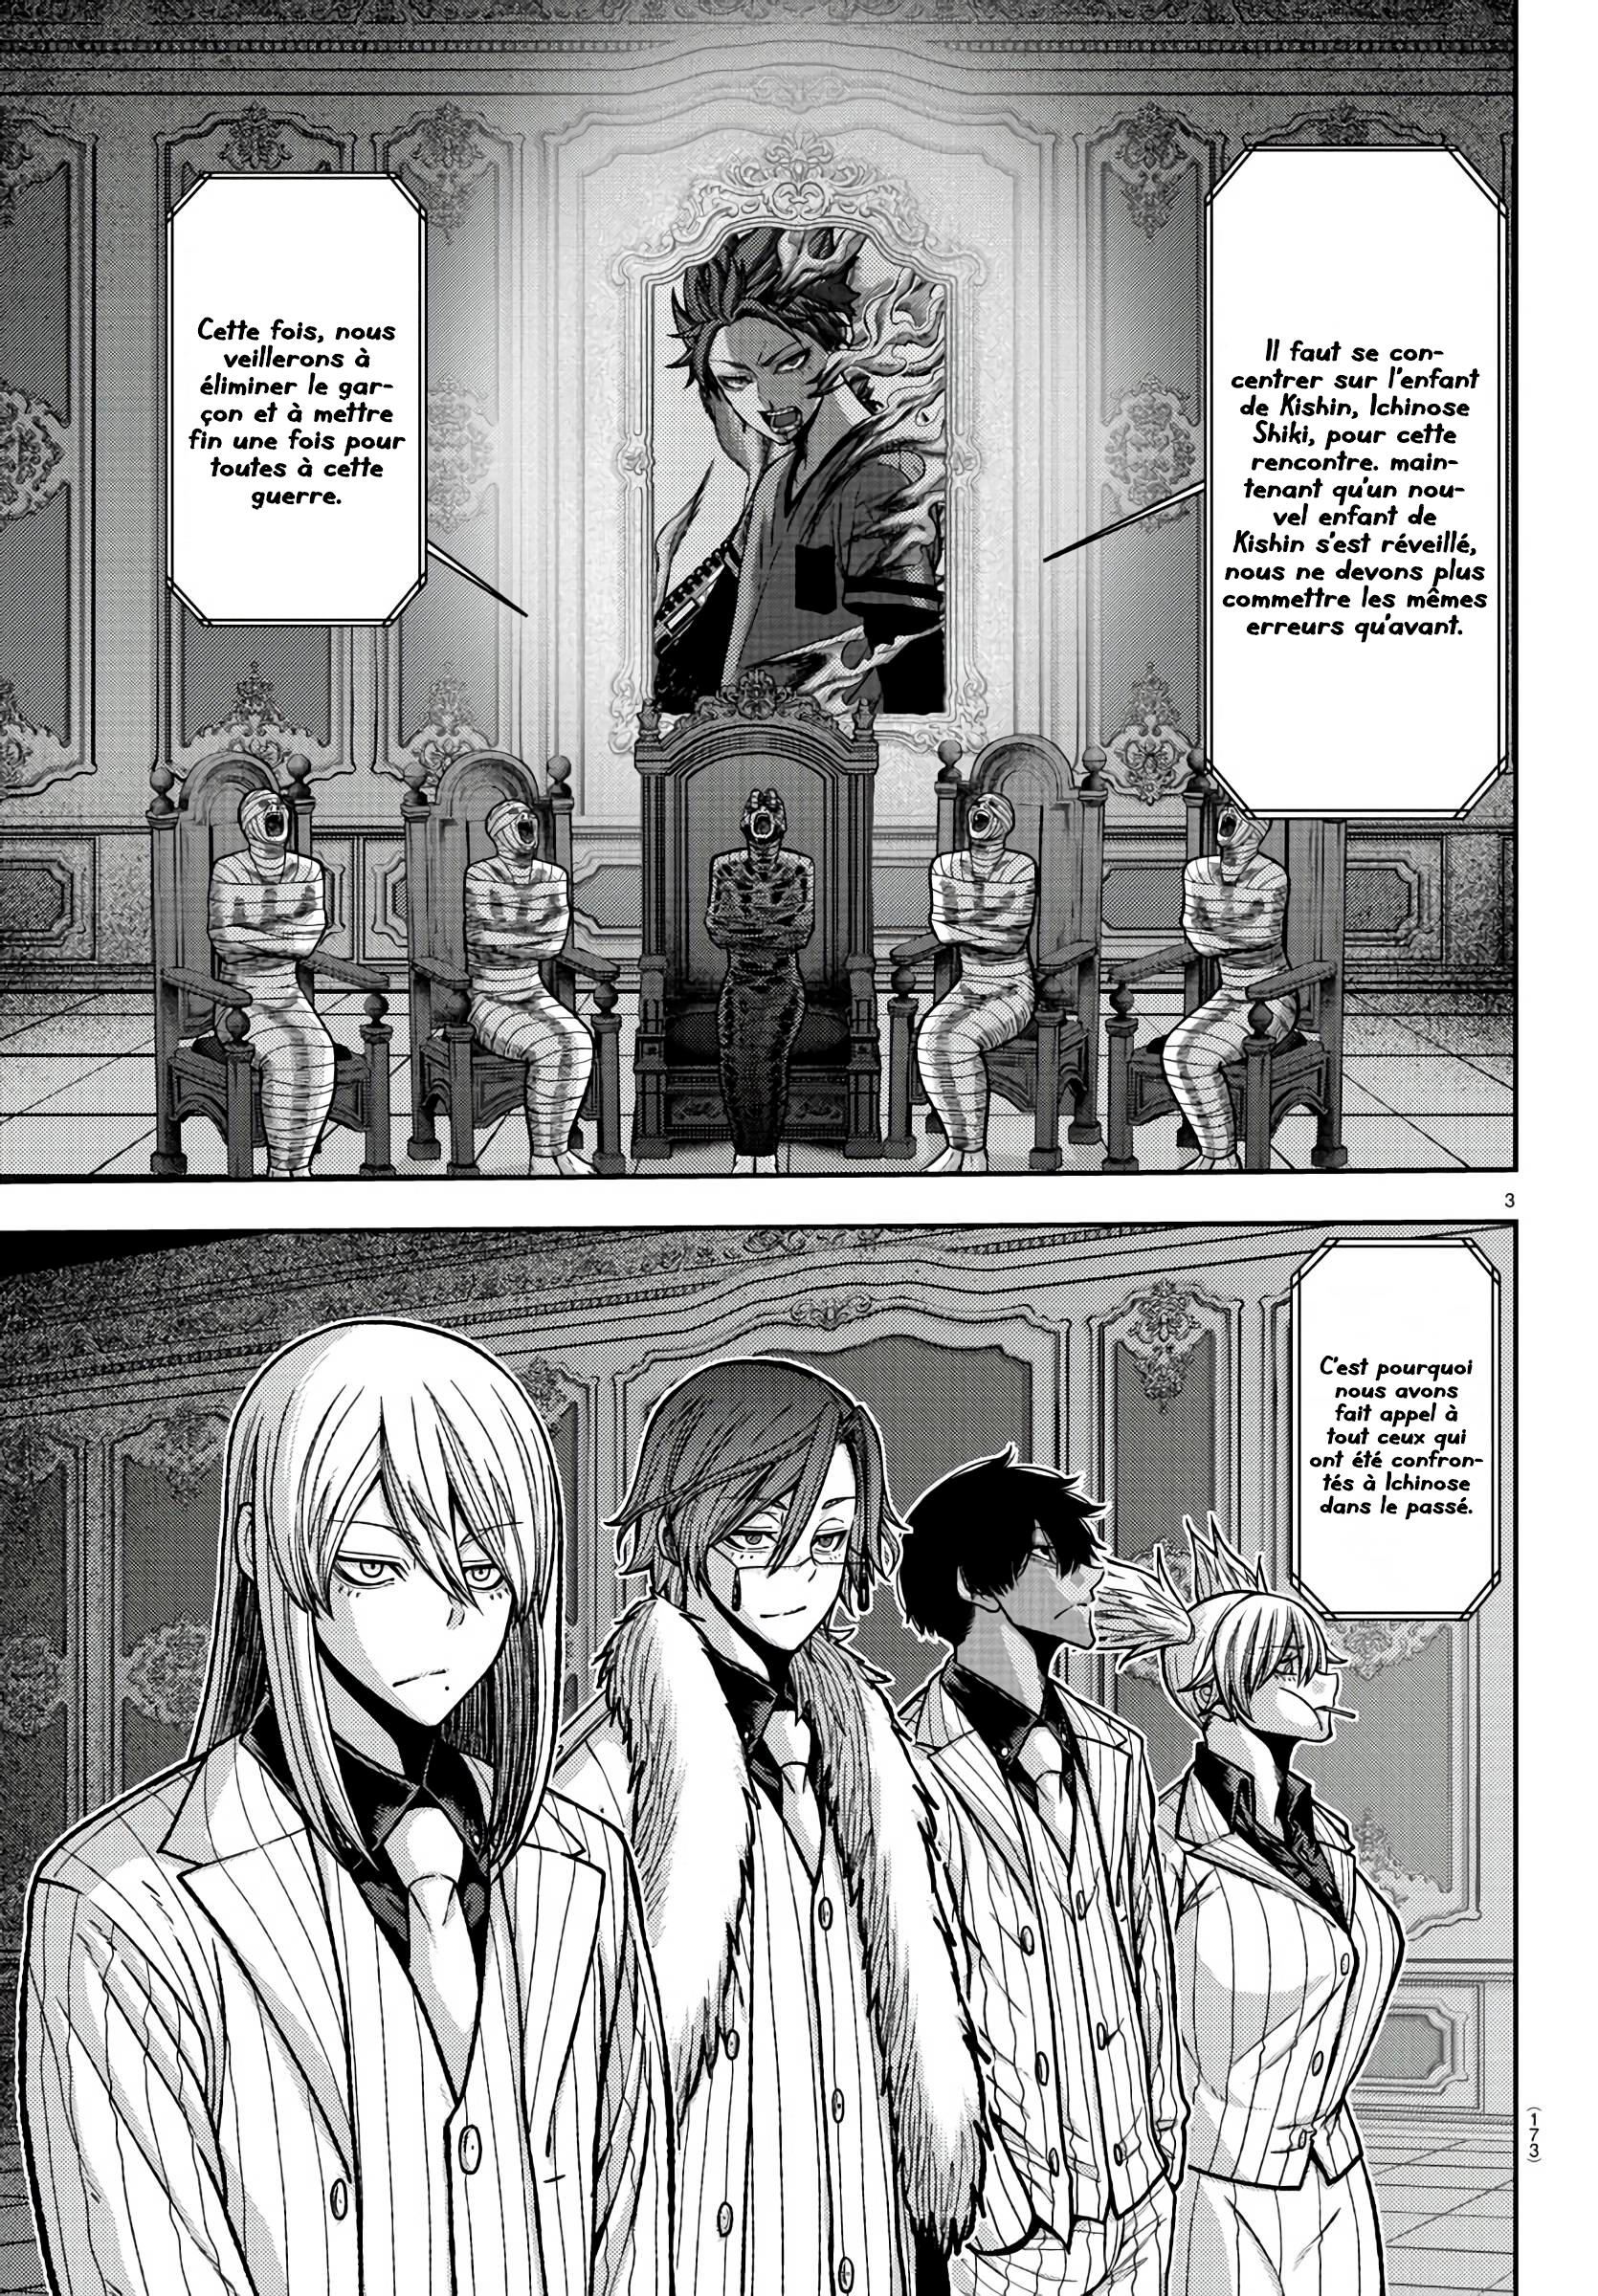 Il faut se con-
centrer sur l'enfant
de Kishin, Ichinose
Shiki, pour cette
rencontre. main-
tenant qu'un nou-
vel enfant de
Kishin s'est réveillé,
nous ne devons plus
commettre les mêmes
erreurs qu'avant.
Cette fois, nous
veillerons à
éliminer le gar-
çon et à mettre
fin une fois pour
toutes à cette
guerre.
3
C'est pourquoi
nous avons
fait appel à
tout ceux qui
ont été confron-
tés à Ichinose
dans le passé.
(173)